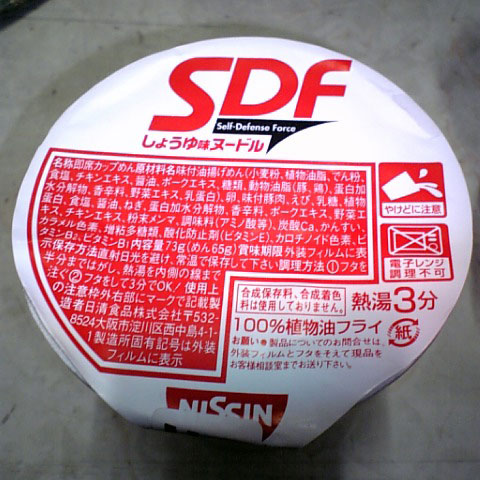 SDF
Self-Defense Force
しょうゆ味ヌードル
名称即席カップめん原材料名味付油揚げめん(小麦粉、植物油脂、でん粉、
食塩、チキンエキス、醤油、ポークエキス、糖類、動物油脂(豚、鶏)、蛋白加
水分解物、香辛料、野菜エキス、乳蛋白)、卵、味付豚肉、えび、乳糖、植物
蛋白、食塩、醤油、ねぎ、蛋白加水分解物、香辛料、ポークエキス、野菜エ
キス、チキンエキス、粉末メンマ、調味料(アミノ酸等)、炭酸Ca、かんすい、
カラメル色素、増粘多糖類、酸化防止剤(ビタミンE)、カロチノイド色素、ビ
タミンB₂、ビタミンB₁内容量73g(めん65g)賞味期限外装フィルムに表
示保存方法直射日光を避け、常温で保存して下さい調理方法①フタを
半分まではがし、熱湯を内側の線まで
注ぐ②フタをして3分でOK!使用上
の注意枠外右部にマークで記載製
造者日清食品株式会社〒532-
8524大阪市淀川区西中島4-1-
1製造所固有記号は外装
フィルムに表示
やけどに注意
電子レンジ
調理不可
合成保存料、合成着色
料は使用しておりません。
熱湯3分
100%植物油フライ
紙
お願い●製品についてのお問合せは、
外装フィルムとフタをそえて現品を
お客様相談室までお送り下さい。
NISSIN